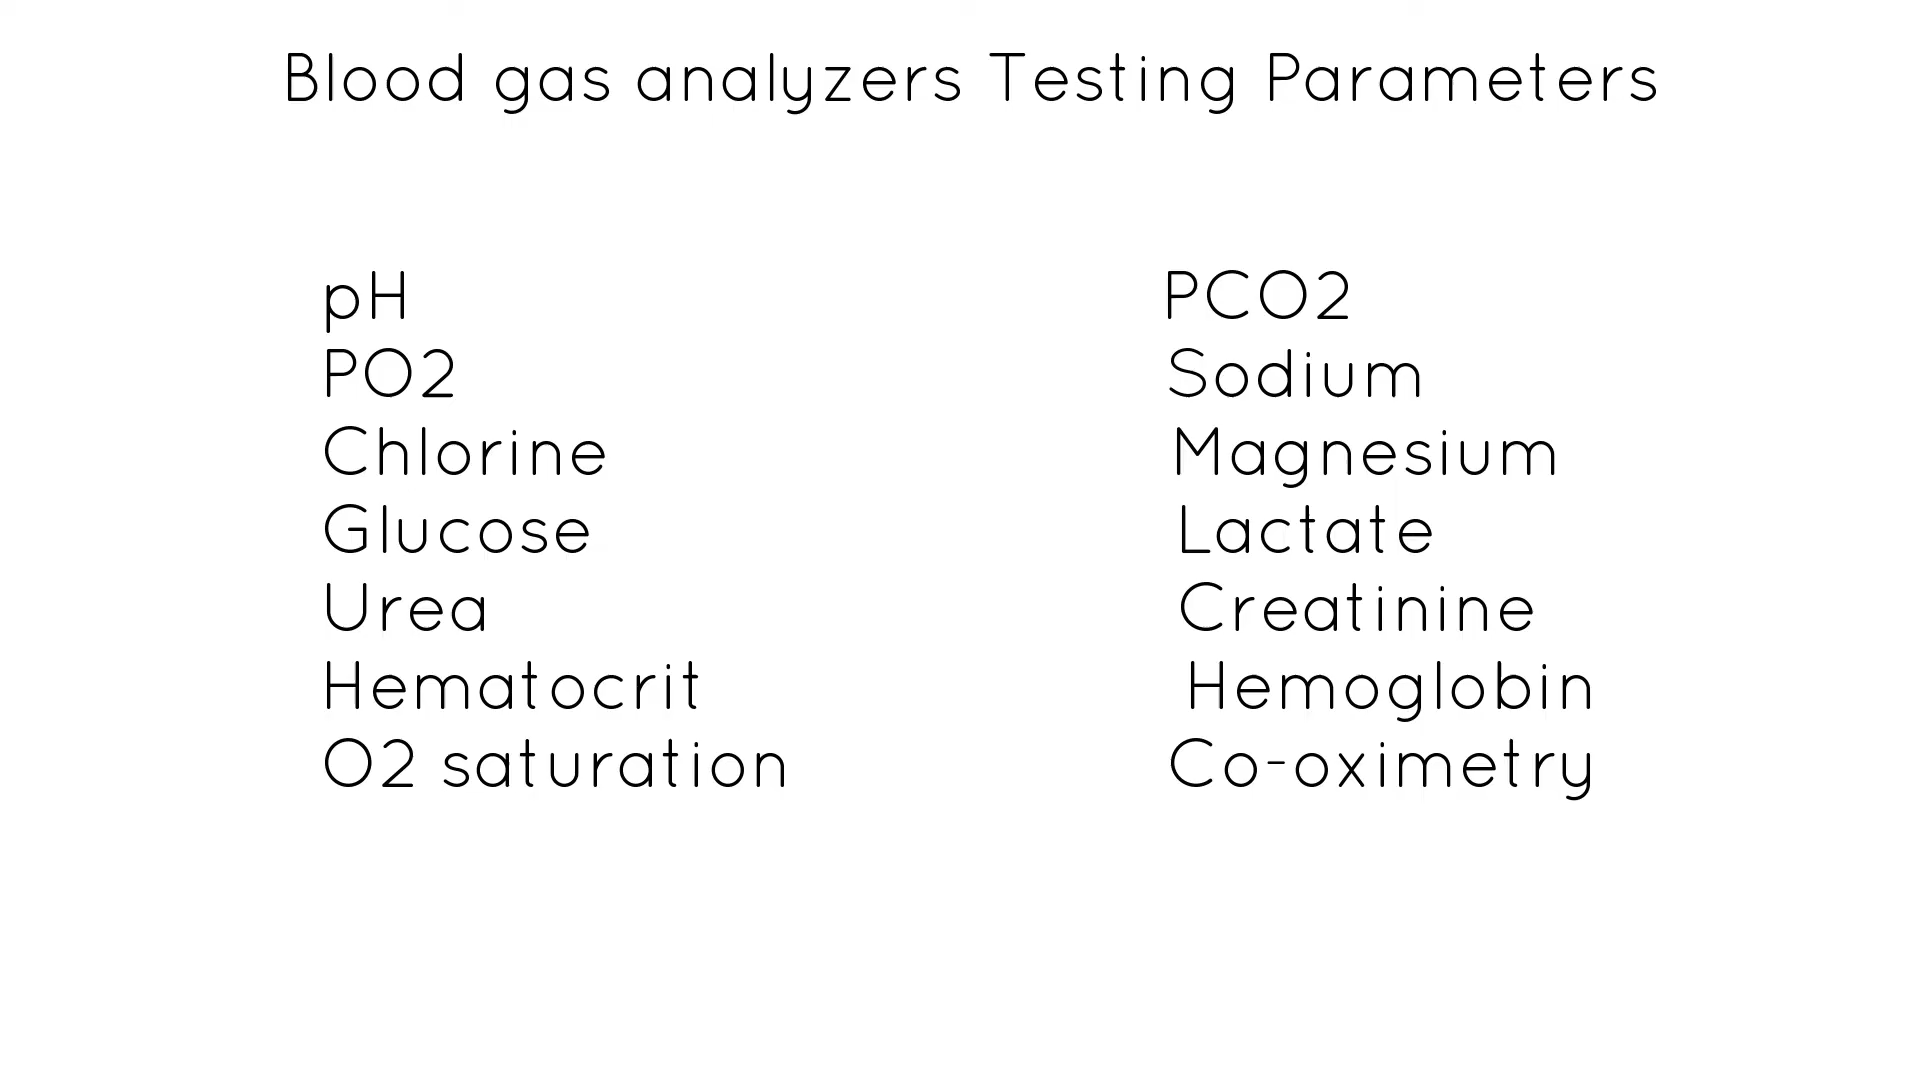 Blood gas analyzers Testing Parameters
pH
PO2
Chlorine
Glucose
Urea
Hematocrit
O2 saturation
PCO2
Sodium
Magnesium
Lactate
Creatinine
Hemoglobin
Co-oximetry